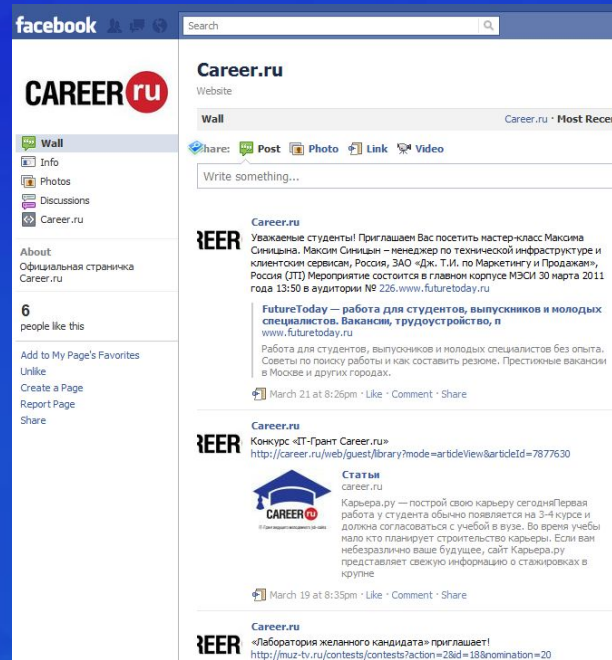 facebook
Search
CAREER ru
Career.ru
Website
Wall
Career.ru · Most Recen
Share: Post Photo Link Video
Write something...
Wall
Info
Photos
Discussions
Career.ru
About
Официальная страничка
Career.ru
6
people like this
Add to My Page's Favorites
Unlike
Create a Page
Report Page
Share
REER
Career.ru
Уважаемые студенты! Приглашаем Вас посетить мастер-класс Максима
Синицына. Максим Синицын – менеджер по технической инфраструктуре и
клиентским сервисам, Россия, ЗАО «Дж. Т.И. по Маркетингу и Продажам»,
Россия (JTI) Мероприятие состоится в главном корпусе МЭСИ 30 марта 2011
года 13:50 в аудитории № 226.www.futuretoday.ru
FutureToday — работа для студентов, выпускников и молодых
специалистов. Вакансии, трудоустройство, п
www.futuretoday.ru
Работа для студентов, выпускников и молодых специалистов без опыта.
Советы по поиску работы и как составить резюме. Престижные вакансии
в Москве и других городах.
March 21 at 8:26pm · Like · Comment · Share
REER
Career.ru
Конкурс «IT-Грант Career.ru»
http://career.ru/web/guest/library?mode=articleView&articleId=7877630
CAREER ru
Статьи
career.ru
Карьера.ру — построй свою карьеру сегодняПервая
работа у студента обычно появляется на 3-4 курсе и
должна согласоваться с учебой в вузе. Во время учебы
мало кто планирует строительство карьеры. Если вам
небезразлично ваше будущее, сайт Карьера.ру
представляет свежую информацию о стажировках в
крупне
March 19 at 8:35pm · Like · Comment · Share
REER
Career.ru
«Лаборатория желанного кандидата» приглашает!
http://muz-tv.ru/contests/contests?action=2&id=18&nomination=20